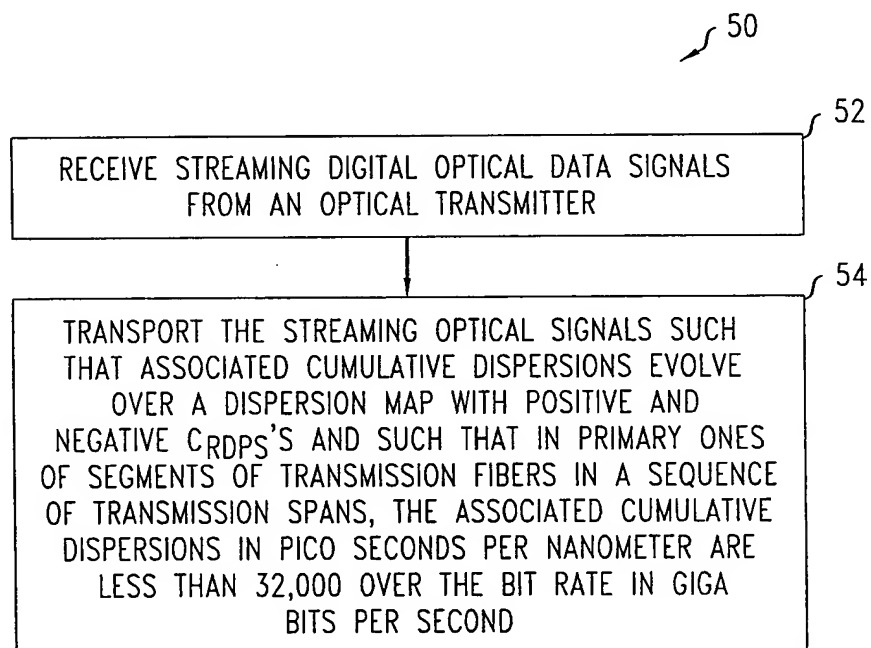 50
52
RECEIVE STREAMING DIGITAL OPTICAL DATA SIGNALS
FROM AN OPTICAL TRANSMITTER
54
TRANSPORT THE STREAMING OPTICAL SIGNALS SUCH
THAT ASSOCIATED CUMULATIVE DISPERSIONS EVOLVE
OVER A DISPERSION MAP WITH POSITIVE AND
NEGATIVE CRDPS'S AND SUCH THAT IN PRIMARY ONES
OF SEGMENTS OF TRANSMISSION FIBERS IN A SEQUENCE
OF TRANSMISSION SPANS, THE ASSOCIATED CUMULATIVE
DISPERSIONS IN PICO SECONDS PER NANOMETER ARE
LESS THAN 32,000 OVER THE BIT RATE IN GIGA
BITS PER SECOND